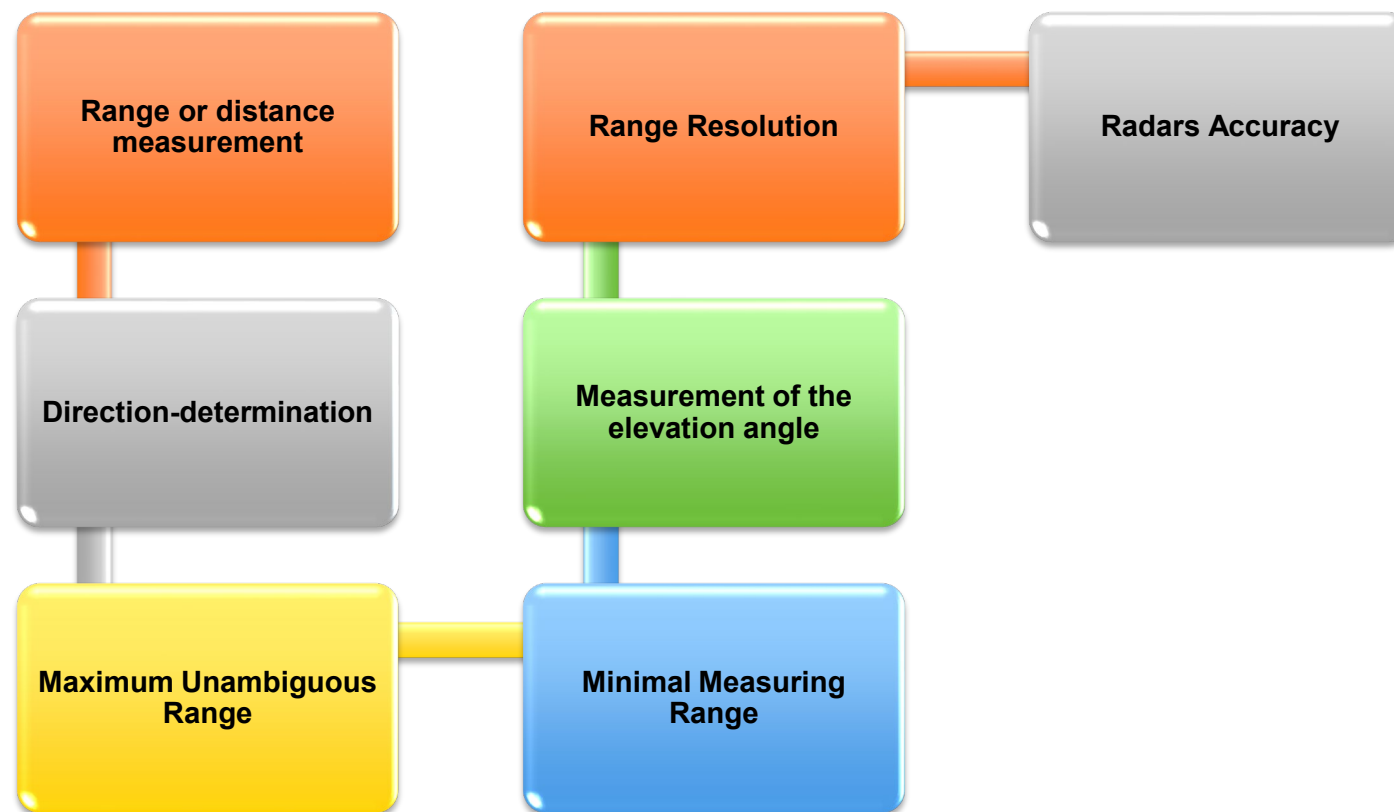 Range or distance
measurement
Direction-determination
Maximum Unambiguous
Range
Minimal Measuring
Range
Measurement of the
elevation angle
Range Resolution
Radars Accuracy